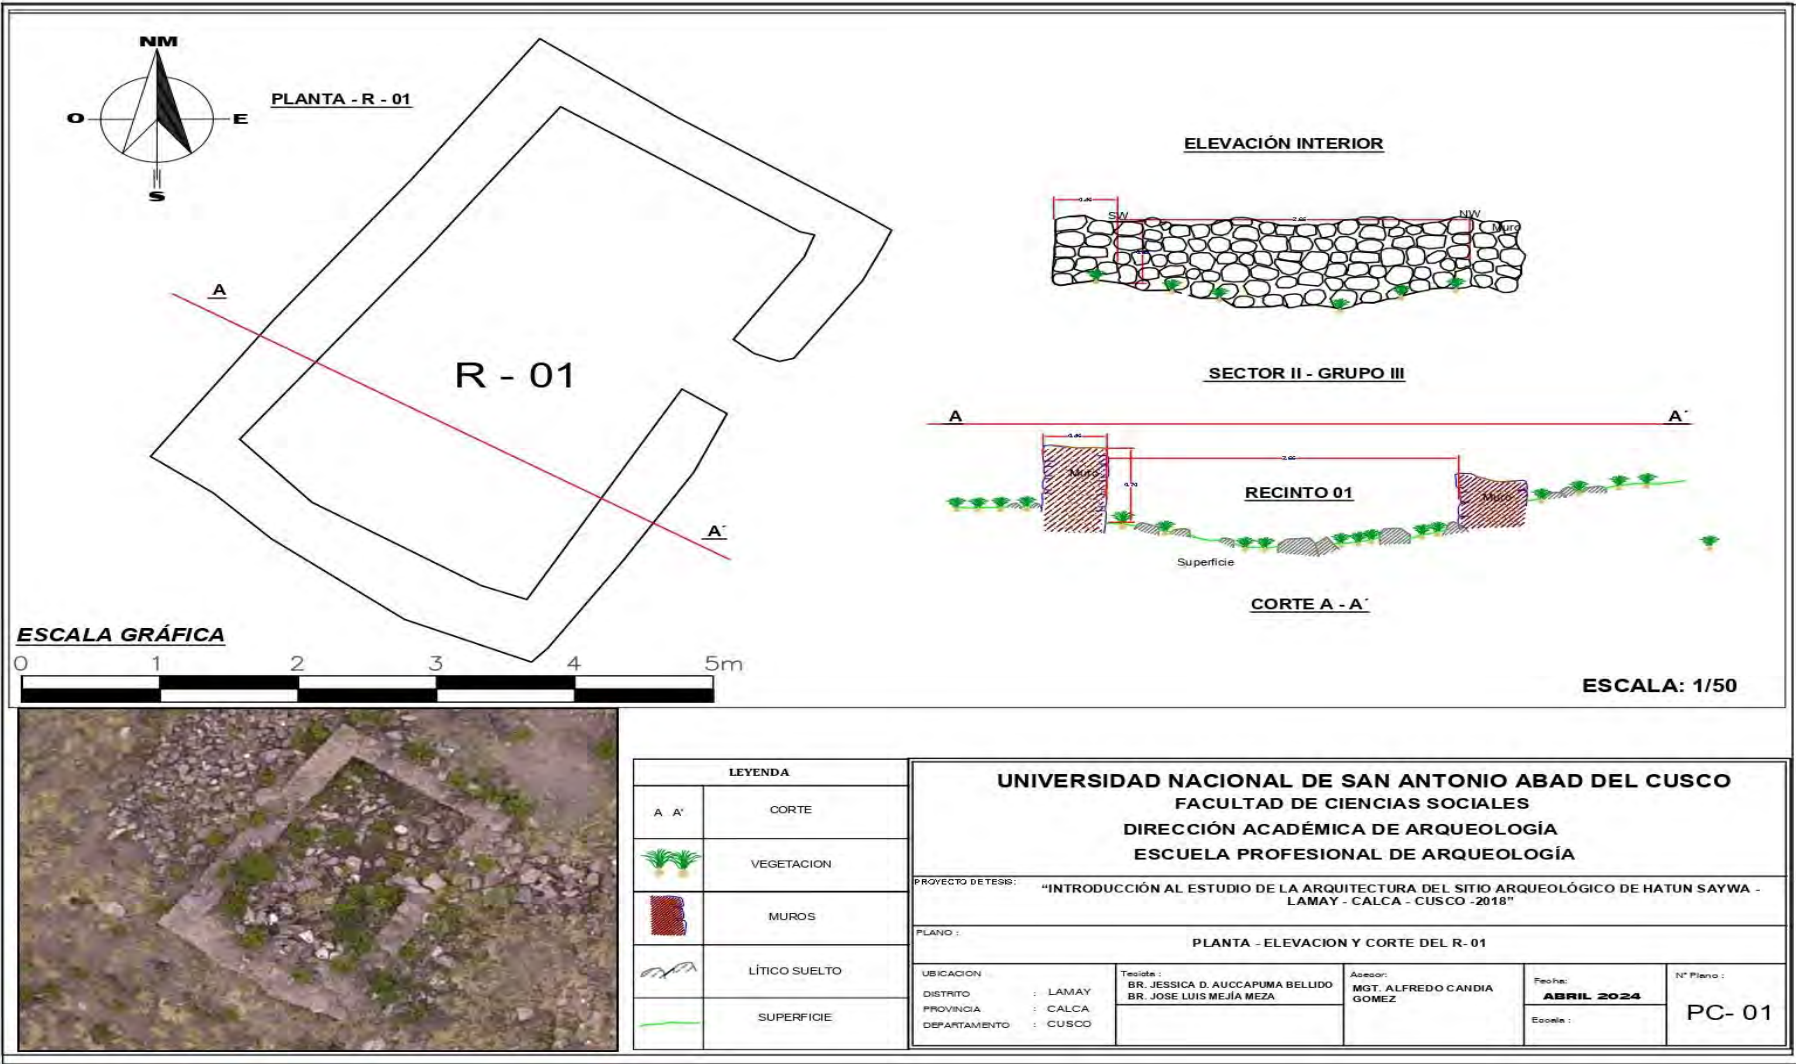 NM
O
E
S
PLANTA - R - 01
A
R - 01
A´
ESCALA GRÁFICA
0 1 2 3 4 5m
ELEVACIÓN INTERIOR
SW
NW
Muro
SECTOR II - GRUPO III
A
A´
Muro
RECINTO 01
Muro
Superficie
CORTE A - A´
ESCALA: 1/50
LEYENDA
A A' CORTE
VEGETACION
MUROS
LÍTICO SUELTO
SUPERFICIE
UNIVERSIDAD NACIONAL DE SAN ANTONIO ABAD DEL CUSCO
FACULTAD DE CIENCIAS SOCIALES
DIRECCIÓN ACADÉMICA DE ARQUEOLOGÍA
ESCUELA PROFESIONAL DE ARQUEOLOGÍA
PROYECTO DE TESIS:
“INTRODUCCIÓN AL ESTUDIO DE LA ARQUITECTURA DEL SITIO ARQUEOLÓGICO DE HATUN SAYWA -
LAMAY - CALCA - CUSCO -2018”
PLANO :
PLANTA - ELEVACION Y CORTE DEL R- 01
UBICACION
DISTRITO : LAMAY
PROVINCIA : CALCA
DEPARTAMENTO : CUSCO
Tesista :
BR. JESSICA D. AUCCAPUMA BELLIDO
BR. JOSE LUIS MEJÍA MEZA
Asesor:
MGT. ALFREDO CANDIA
GOMEZ
Fecha:
ABRIL 2024
Escala :
N° Plano :
PC- 01